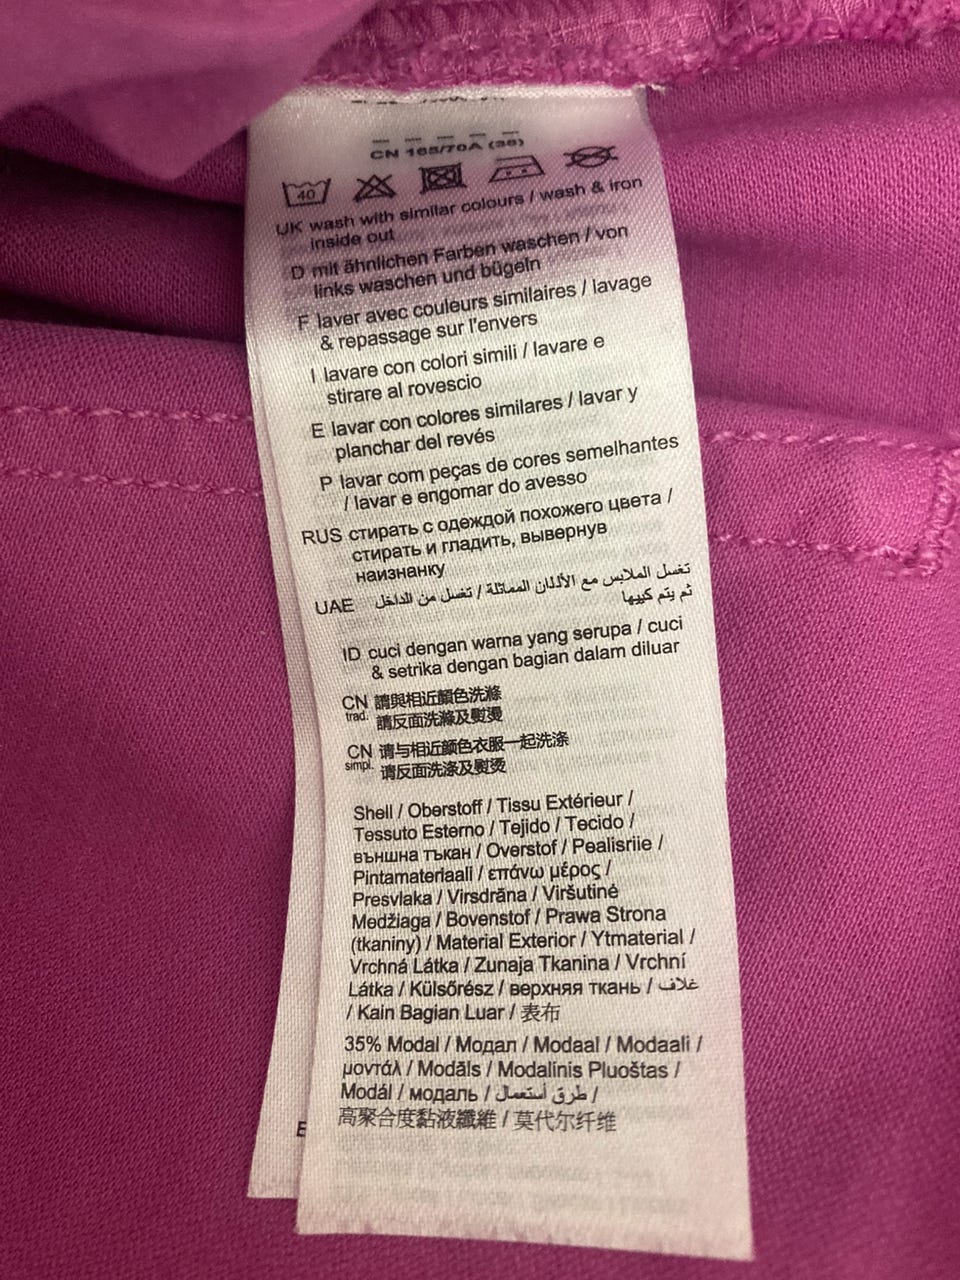 CN 165/70A (38)
40
UK wash with similar colours / wash & iron
inside out
D mit ähnlichen Farben waschen / von
links waschen und bügeln
F laver avec couleurs similaires / lavage
& repassage sur l'envers
I lavare con colori simili / lavare e
stirare al rovescio
E lavar con colores similares / lavar y
planchar del revés
P lavar com peças de cores semelhantes
/ lavar e engomar do avesso
RUS стирать с одеждой похожего цвета /
стирать и гладить, вывернув
наизнанку
UAE تغسل الملابس مع الألئان المماثلة / تغسل من الداخل
ثم يتم كييها
ID cuci dengan warna yang serupa / cuci
& setrika dengan bagian dalam diluar
CN 請與相近顏色洗滌
trad. 請反面洗滌及熨燙
CN 请与相近颜色衣服一起洗涤
simpl. 请反面洗涤及熨烫
Shell / Oberstoff / Tissu Extérieur /
Tessuto Esterno / Tejido / Tecido /
външна тъкан / Overstof / Pealisriie /
Pintamateriaali / επάνω μέρος /
Presvlaka / Virsdrāna / Viršutinė
Medžiaga / Bovenstof / Prawa Strona
(tkaniny) / Material Exterior / Ytmaterial /
Vrchná Látka / Zunaja Tkanina / Vrchní
Látka / Külsőrész / верхняя ткань / غلاف
/ Kain Bagian Luar / 表布
35% Modal / Модал / Modaal / Modaali /
μοντάλ / Modāls / Modalinis Pluoštas /
Modál / модаль / طرق أستعمال /
高聚合度黏液纖維 / 莫代尔纤维
E